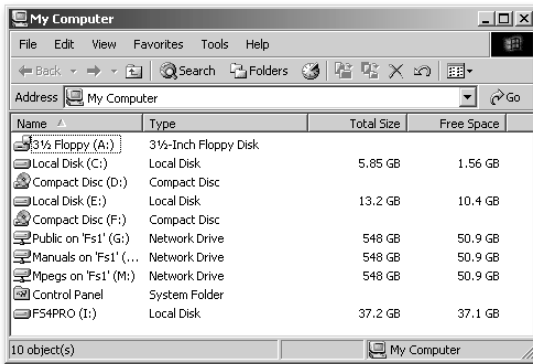 My Computer
File Edit View Favorites Tools Help
Back Search Folders
Address My Computer Go
Name Type Total Size Free Space
3½ Floppy (A:) 3½-Inch Floppy Disk
Local Disk (C:) Local Disk 5.85 GB 1.56 GB
Compact Disc (D:) Compact Disc
Local Disk (E:) Local Disk 13.2 GB 10.4 GB
Compact Disc (F:) Compact Disc
Public on 'Fs1' (G:) Network Drive 548 GB 50.9 GB
Manuals on 'Fs1' (... Network Drive 548 GB 50.9 GB
Mpegs on 'Fs1' (M:) Network Drive 548 GB 50.9 GB
Control Panel System Folder
FS4PRO (I:) Local Disk 37.2 GB 37.1 GB
10 object(s) My Computer